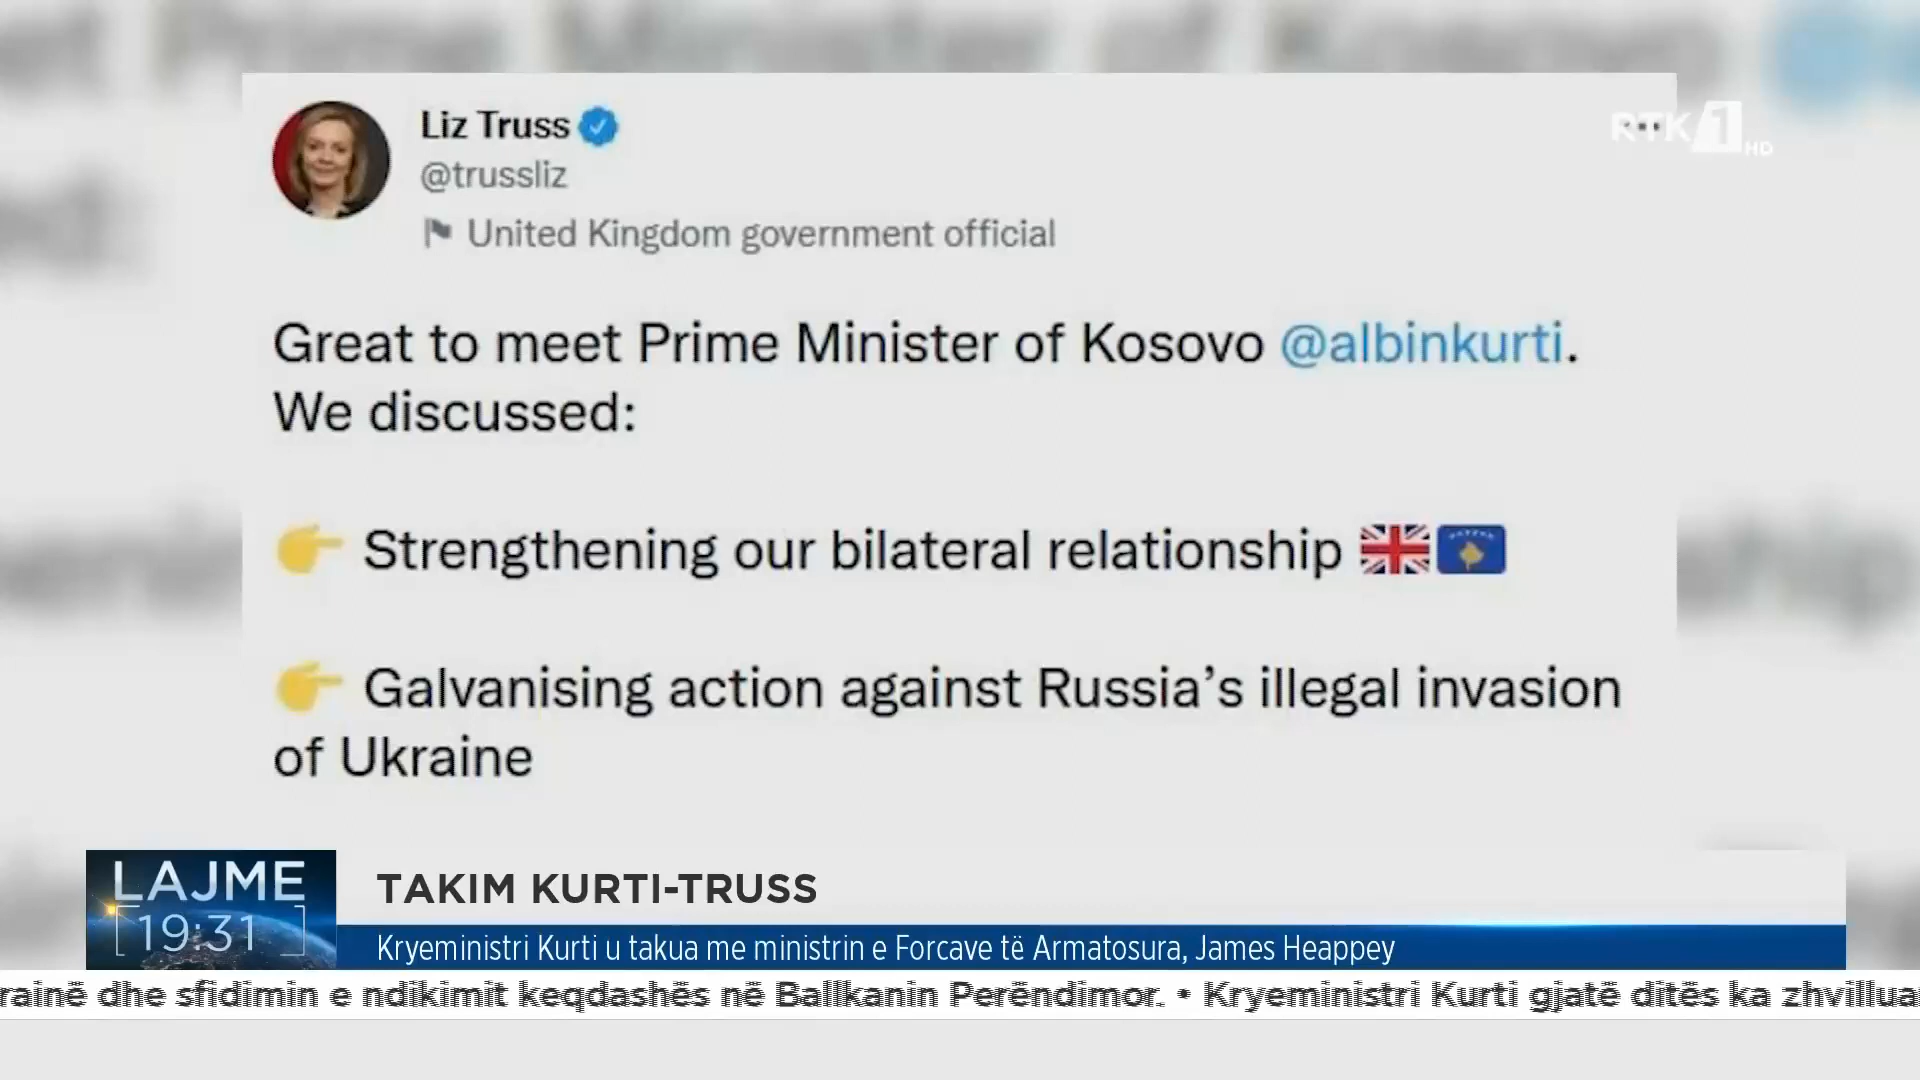 Liz Truss
@trussliz
United Kingdom government official
RTK 1 HD
Great to meet Prime Minister of Kosovo @albinkurti.
We discussed:
👉 Strengthening our bilateral relationship 🇬🇧🇽🇰
👉 Galvanising action against Russia’s illegal invasion
of Ukraine
LAJME
19:31
TAKIM KURTI-TRUSS
Kryeministri Kurti u takua me ministrin e Forcave të Armatosura, James Heappey
dhe sfidimin e ndikimit keqdashës në Ballkanin Perëndimor. • Kryeministri Kurti gjatë ditës ka